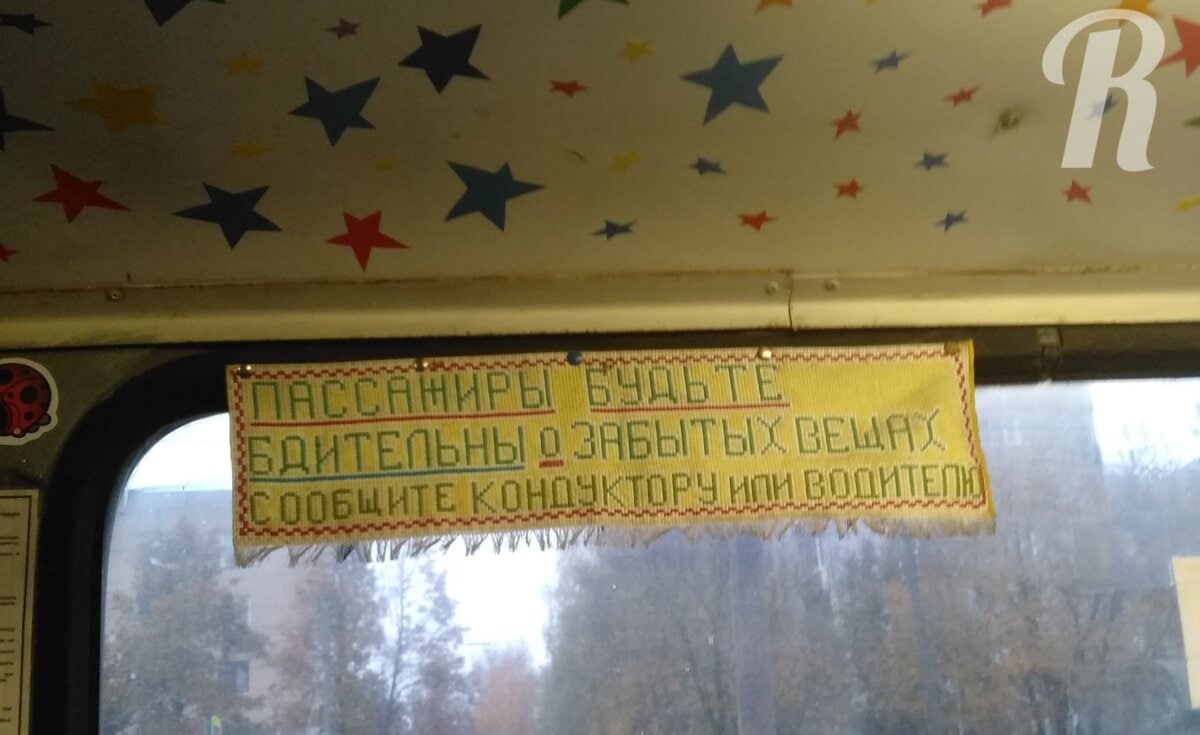 R
ПАССАЖИРЫ БУДЬТЕ
БДИТЕЛЬНЫ О ЗАБЫТЫХ ВЕЩАХ
СООБЩИТЕ КОНДУКТОРУ ИЛИ ВОДИТЕЛЮ